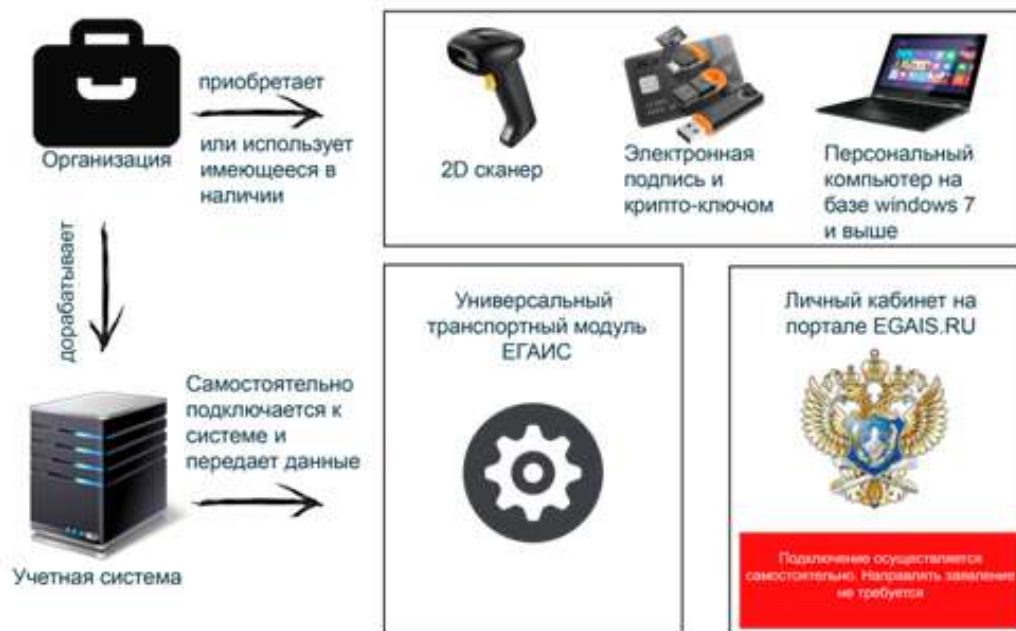 приобретает
Организация
или использует
имеющееся в
наличии
2D сканер
Электронная
подпись и
крипто-ключом
Персональный
компьютер на
базе windows 7
и выше
дорабатывает
Универсальный
транспортный модуль
ЕГАИС
Личный кабинет на
портале EGAIS.RU
Самостоятельно
подключается к
системе и
передает данные
Учетная система
Подключение осуществляется
самостоятельно. Направлять заявление
не требуется